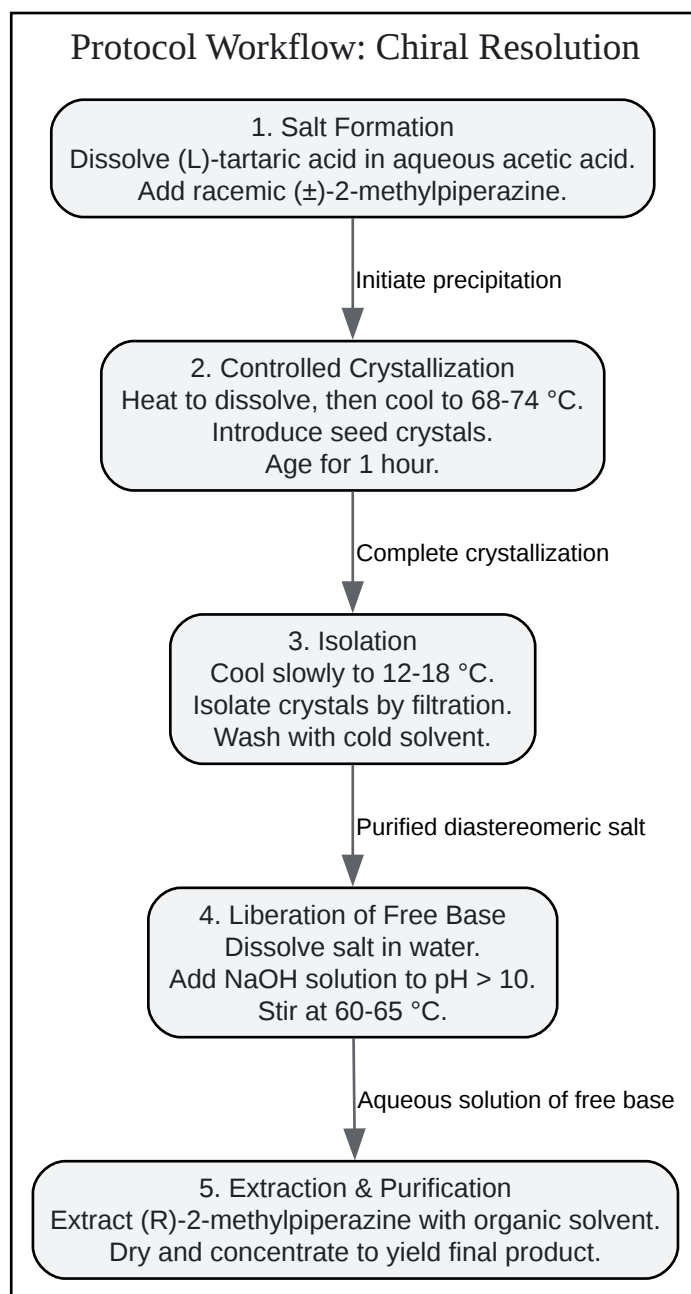 Protocol Workflow: Chiral Resolution
1. Salt Formation
Dissolve (L)-tartaric acid in aqueous acetic acid.
Add racemic (±)-2-methylpiperazine.
Initiate precipitation
2. Controlled Crystallization
Heat to dissolve, then cool to 68-74 °C.
Introduce seed crystals.
Age for 1 hour.
Complete crystallization
3. Isolation
Cool slowly to 12-18 °C.
Isolate crystals by filtration.
Wash with cold solvent.
Purified diastereomeric salt
4. Liberation of Free Base
Dissolve salt in water.
Add NaOH solution to pH > 10.
Stir at 60-65 °C.
Aqueous solution of free base
5. Extraction & Purification
Extract (R)-2-methylpiperazine with organic solvent.
Dry and concentrate to yield final product.